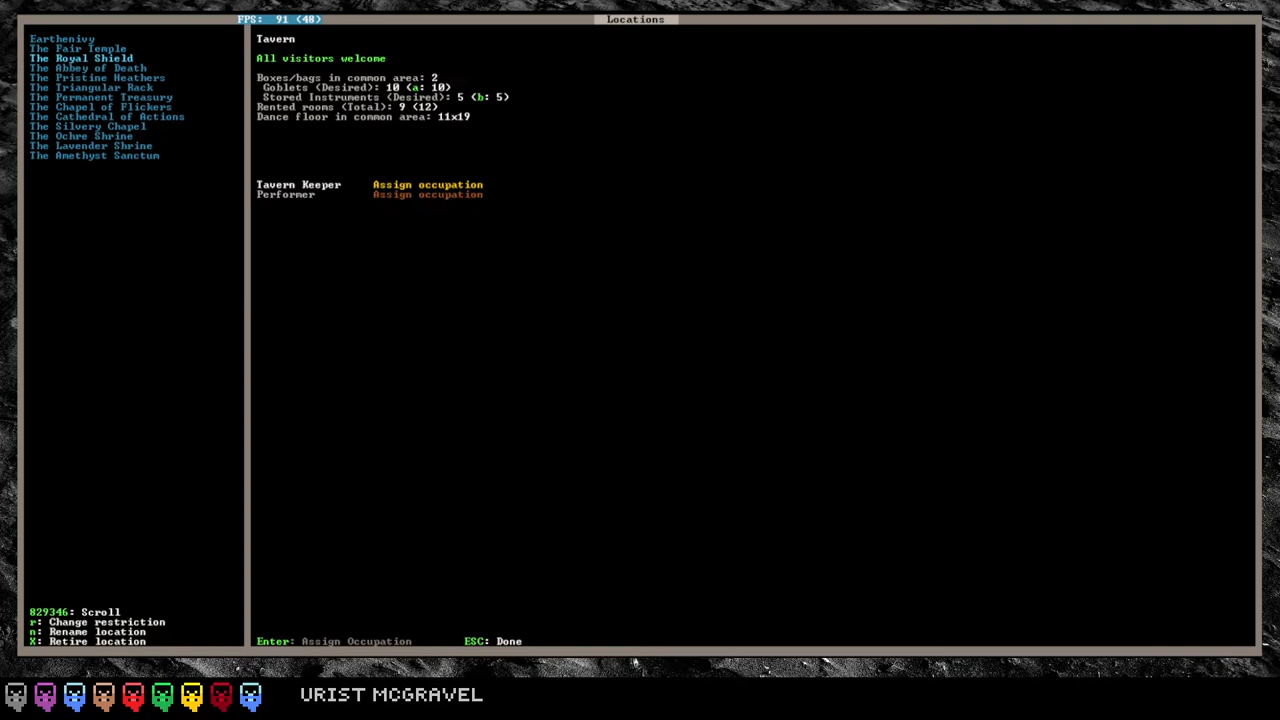 FPS: 91 (48)
Locations
Earthenivy
The Fair Temple
The Royal Shield
The Abbey of Death
The Pristine Heathers
The Triangular Rack
The Permanent Treasury
The Chapel of Flickers
The Cathedral of Actions
The Silvery Chapel
The Ochre Shrine
The Lavender Shrine
The Amethyst Sanctum
829346: Scroll
r: Change restriction
n: Rename location
X: Retire location
Tavern
All visitors welcome
Boxes/bags in common area: 2
Goblets (Desired): 10 (a: 10)
Stored Instruments (Desired): 5 (b: 5)
Rented rooms (Total): 9 (12)
Dance floor in common area: 11x19
Tavern Keeper Assign occupation
Performer Assign occupation
Enter: Assign Occupation ESC: Done
URIST MCGRAVEL